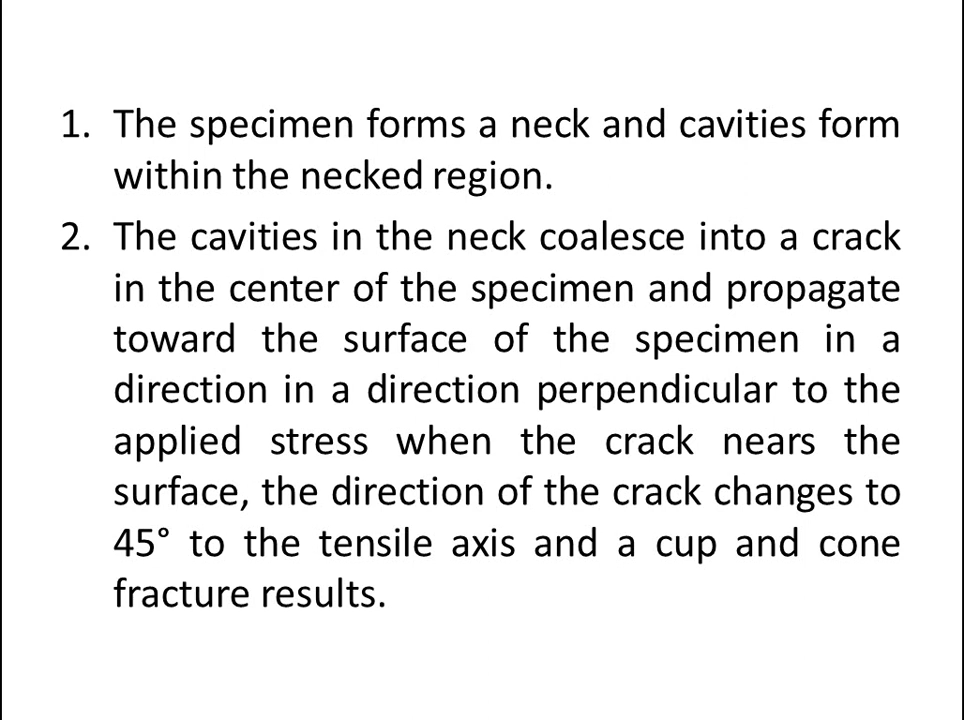 1. The specimen forms a neck and cavities form
within the necked region.
2. The cavities in the neck coalesce into a crack
in the center of the specimen and propagate
toward the surface of the specimen in a
direction in a direction perpendicular to the
applied stress when the crack nears the
surface, the direction of the crack changes to
45° to the tensile axis and a cup and cone
fracture results.